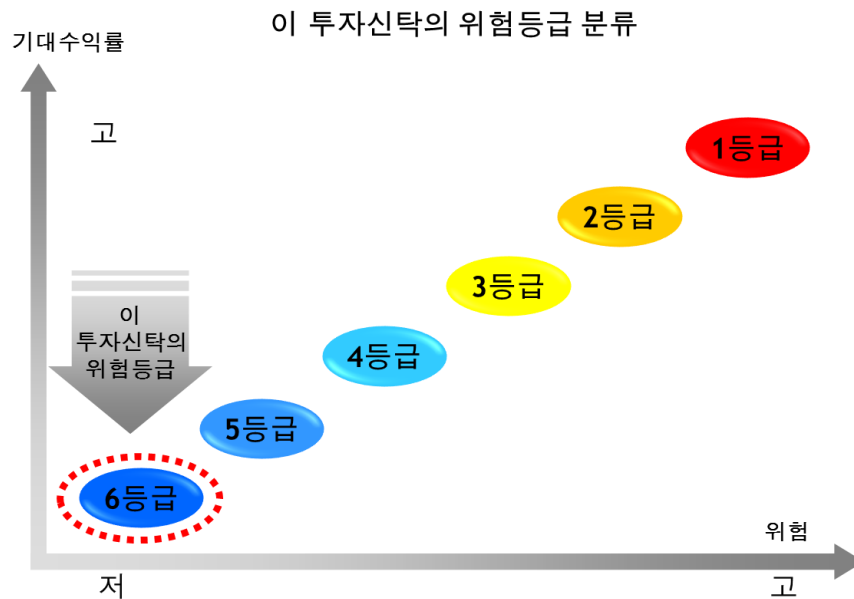 이 투자신탁의 위험등급 분류
기대수익률
고
1등급
2등급
3등급
이
투자신탁의
위험등급
4등급
5등급
6등급
위험
저
고